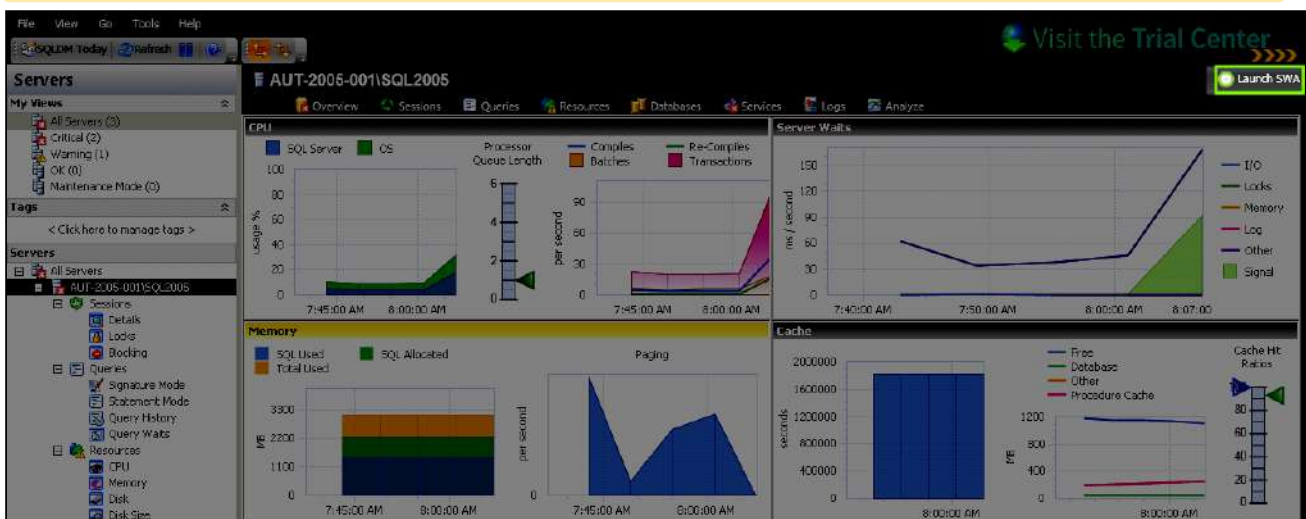 File View Go Tools Help
SQLDM Today Refresh
Visit the Trial Center
Servers
AUT-2005-001\SQL2005
Launch SWA
My Views
Overview Sessions Queries Resources Databases Services Logs Analyze
All Servers (3)
Critical (2)
Warning (1)
OK (0)
Maintenance Mode (0)
Tags
< Click here to manage tags >
Servers
All Servers
AUT-2005-001\SQL2005
Sessions
Details
Locks
Blocking
Queries
Signature Mode
Statement Mode
Query History
Query Waits
Resources
CPU
Memory
Disk
Disk Size
CPU
SQL Server OS
Processor Queue Length
Compiles Re-Compiles
Batches Transactions
usage %
100
80
60
40
20
0
7:45:00 AM 8:00:00 AM
6
4
2
0
per second
90
60
30
0
7:45:00 AM 8:00:00 AM
Server Waits
ms / second
150
120
90
60
30
0
7:40:00 AM 7:50:00 AM 8:00:00 AM 8:07:00
I/O
Locks
Memory
Log
Other
Signal
Memory
SQL Used SQL Allocated
Total Used
Paging
MB
3300
2200
1100
0
7:45:00 AM 8:00:00 AM
per second
0
7:45:00 AM 8:00:00 AM
Cache
seconds
2000000
1600000
1200000
800000
400000
0
8:00:00 AM
Free
Database
Other
Procedure Cache
MB
1200
800
400
0
8:00:00 AM
Cache Hit
Ratios
80
60
40
20
0